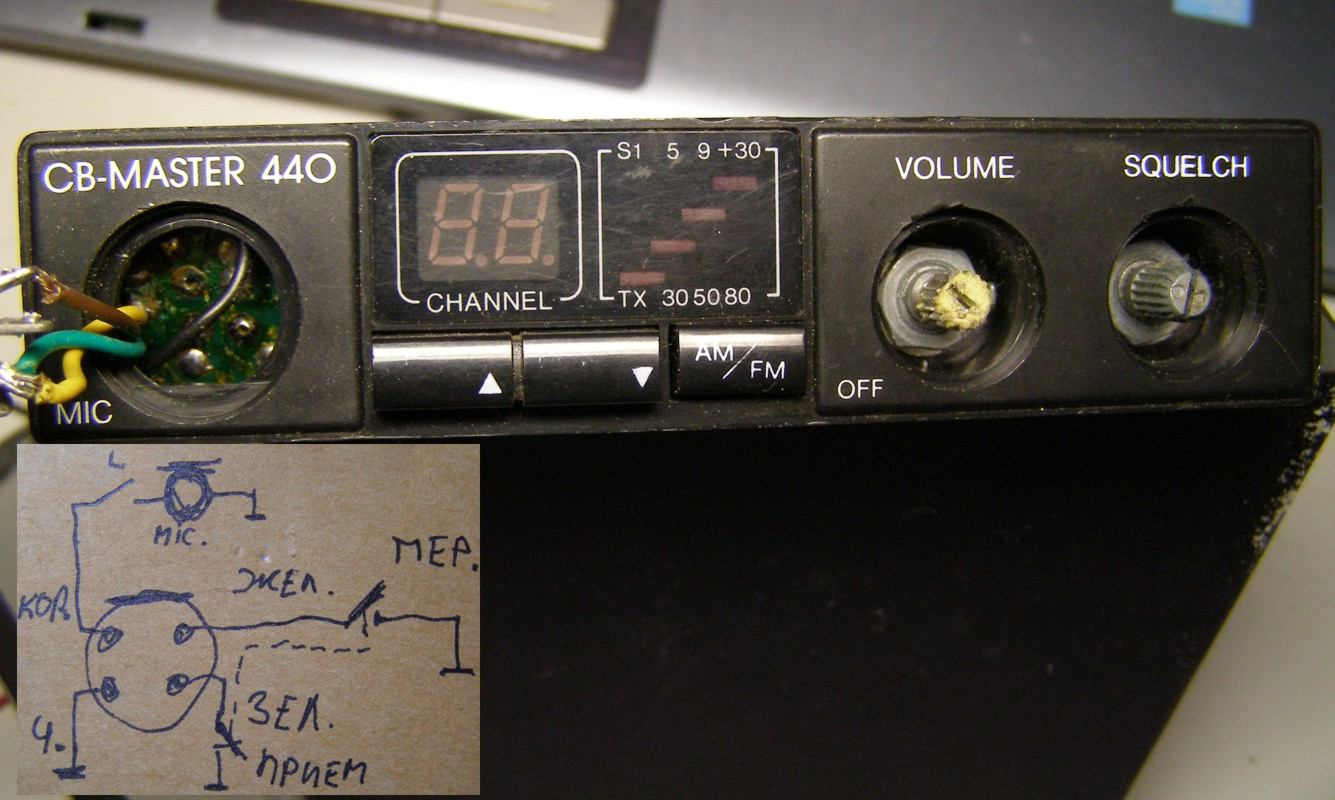 CB-MASTER 440
MIC
88
CHANNEL
S1 5 9 +30
TX 30 50 80
AM/FM
VOLUME
OFF
SQUELCH
MIC.
КОР.
ЖЕЛ.
ПЕР.
Ч.
ЗЕЛ.
ПРИЕМ